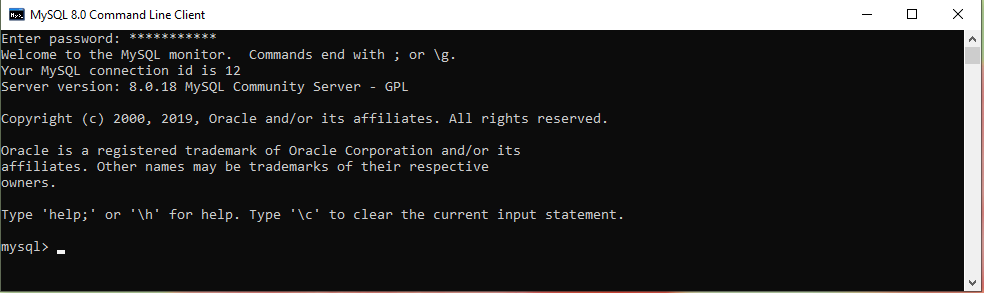 MySQL 8.0 Command Line Client
Enter password: ***********
Welcome to the MySQL monitor.  Commands end with ; or \g.
Your MySQL connection id is 12
Server version: 8.0.18 MySQL Community Server - GPL
Copyright (c) 2000, 2019, Oracle and/or its affiliates. All rights reserved.
Oracle is a registered trademark of Oracle Corporation and/or its
affiliates. Other names may be trademarks of their respective
owners.
Type 'help;' or '\h' for help. Type '\c' to clear the current input statement.
mysql> _